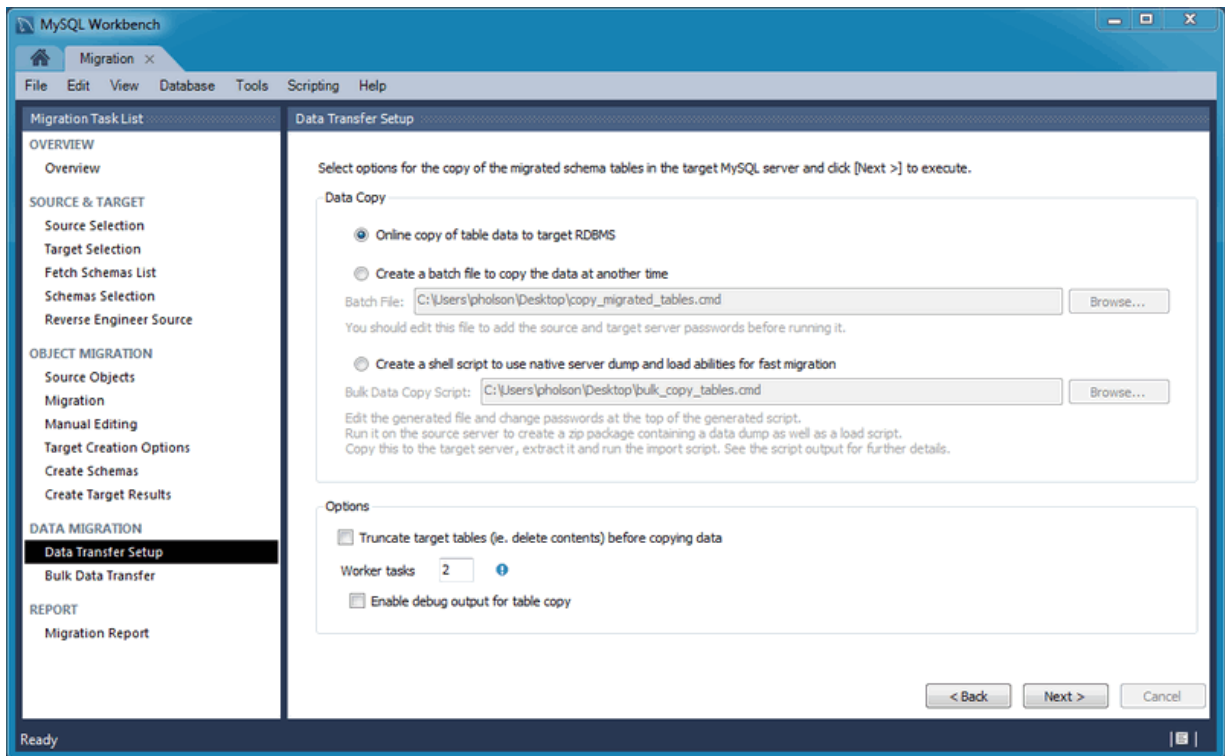 MySQL Workbench
Migration
File Edit View Database Tools Scripting Help
Migration Task List
OVERVIEW
Overview
SOURCE & TARGET
Source Selection
Target Selection
Fetch Schemas List
Schemas Selection
Reverse Engineer Source
OBJECT MIGRATION
Source Objects
Migration
Manual Editing
Target Creation Options
Create Schemas
Create Target Results
DATA MIGRATION
Data Transfer Setup
Bulk Data Transfer
REPORT
Migration Report
Data Transfer Setup
Select options for the copy of the migrated schema tables in the target MySQL server and click [Next >] to execute.
Data Copy
Online copy of table data to target RDBMS
Create a batch file to copy the data at another time
Batch File: C:\Users\pholson\Desktop\copy_migrated_tables.cmd Browse...
You should edit this file to add the source and target server passwords before running it.
Create a shell script to use native server dump and load abilities for fast migration
Bulk Data Copy Script: C:\Users\pholson\Desktop\bulk_copy_tables.cmd Browse...
Edit the generated file and change passwords at the top of the generated script.
Run it on the source server to create a zip package containing a data dump as well as a load script.
Copy this to the target server, extract it and run the import script. See the script output for further details.
Options
Truncate target tables (ie. delete contents) before copying data
Worker tasks 2
Enable debug output for table copy
< Back Next > Cancel
Ready